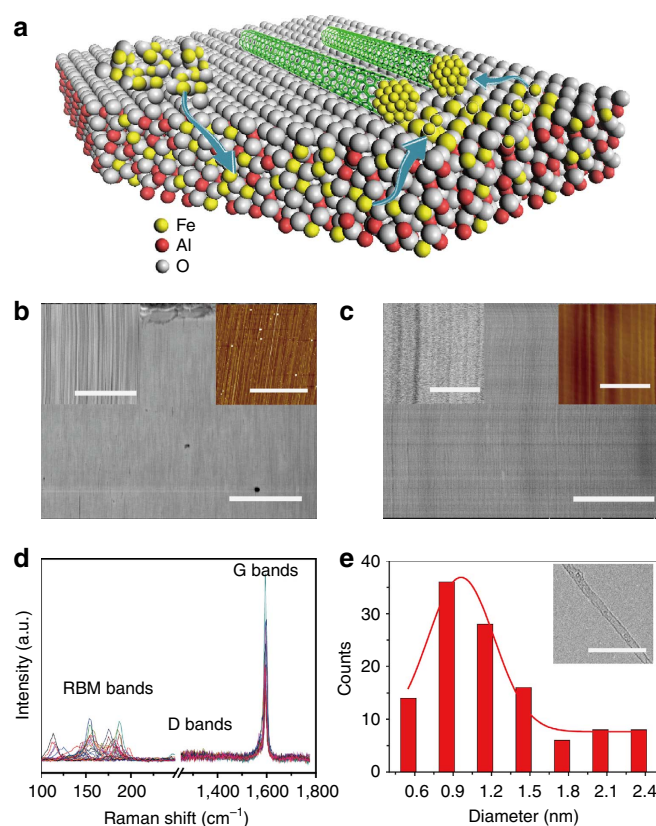 a
Fe
Al
O
b
c
d
G bands
RBM bands
D bands
Intensity (a.u.)
100 150 200 1,400 1,600 1,800
Raman shift (cm⁻¹)
e
40
30
20
10
0
Counts
0.6 0.9 1.2 1.5 1.8 2.1 2.4
Diameter (nm)